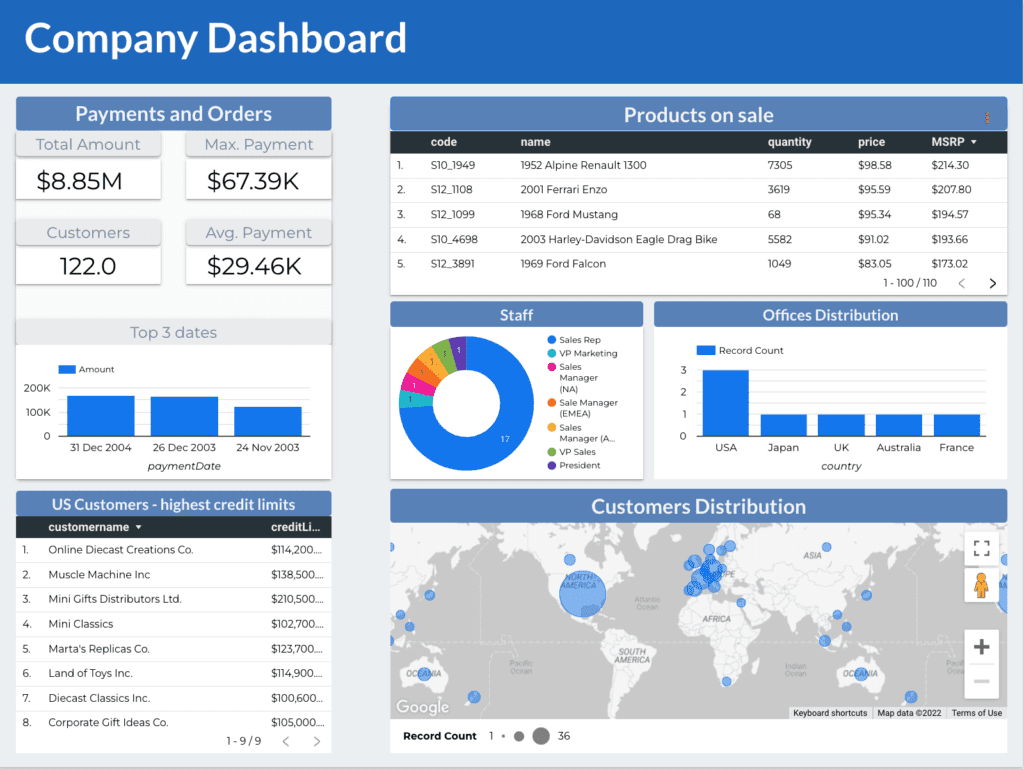 Company Dashboard
Payments and Orders
Total Amount Max. Payment
$8.85M $67.39K
Customers Avg. Payment
122.0 $29.46K
Top 3 dates
Amount
200K
100K
0
31 Dec 2004 26 Dec 2003 24 Nov 2003
paymentDate
US Customers - highest credit limits
customername creditLi...
1. Online Diecast Creations Co. $114,200....
2. Muscle Machine Inc $138,500....
3. Mini Gifts Distributors Ltd. $210,500....
4. Mini Classics $102,700....
5. Marta's Replicas Co. $123,700....
6. Land of Toys Inc. $114,900....
7. Diecast Classics Inc. $100,600....
8. Corporate Gift Ideas Co. $105,000....
1 - 9 / 9
Products on sale
code name quantity price MSRP
1. S10_1949 1952 Alpine Renault 1300 7305 $98.58 $214.30
2. S12_1108 2001 Ferrari Enzo 3619 $95.59 $207.80
3. S12_1099 1968 Ford Mustang 68 $95.34 $194.57
4. S10_4698 2003 Harley-Davidson Eagle Drag Bike 5582 $91.02 $193.66
5. S12_3891 1969 Ford Falcon 1049 $83.05 $173.02
1 - 100 / 110
Staff
1
1
1
1
1
1
17
Sales Rep
VP Marketing
Sales
Manager
(NA)
Sale Manager
(EMEA)
Sales
Manager (A...
VP Sales
President
Offices Distribution
Record Count
3
2
1
0
USA Japan UK Australia France
country
Customers Distribution
NORTH
AMERICA
ASIA
Atlantic
Ocean
AFRICA
SOUTH
AMERICA
OCEANIA
Pacific
Ocean
Indian
Ocean
OCEANIA
Google
Keyboard shortcuts Map data ©2022 Terms of Use
Record Count 1 36